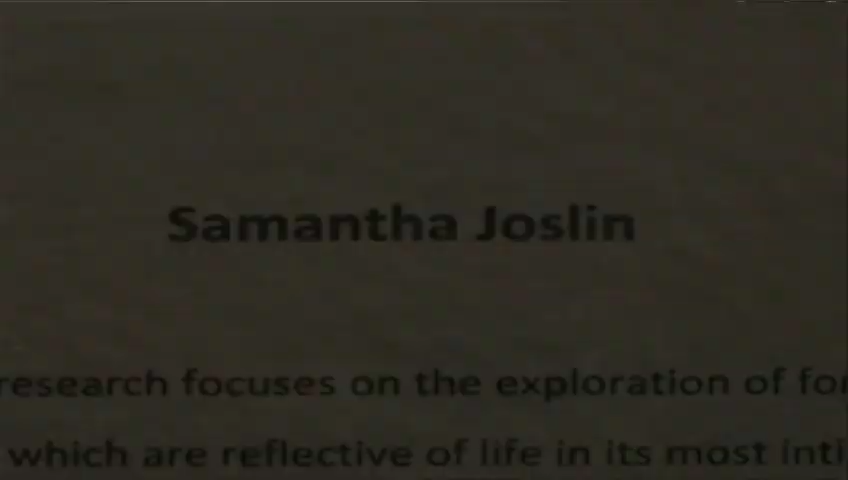 Samantha Joslin
research focuses on the exploration of
which are reflective of life in its most